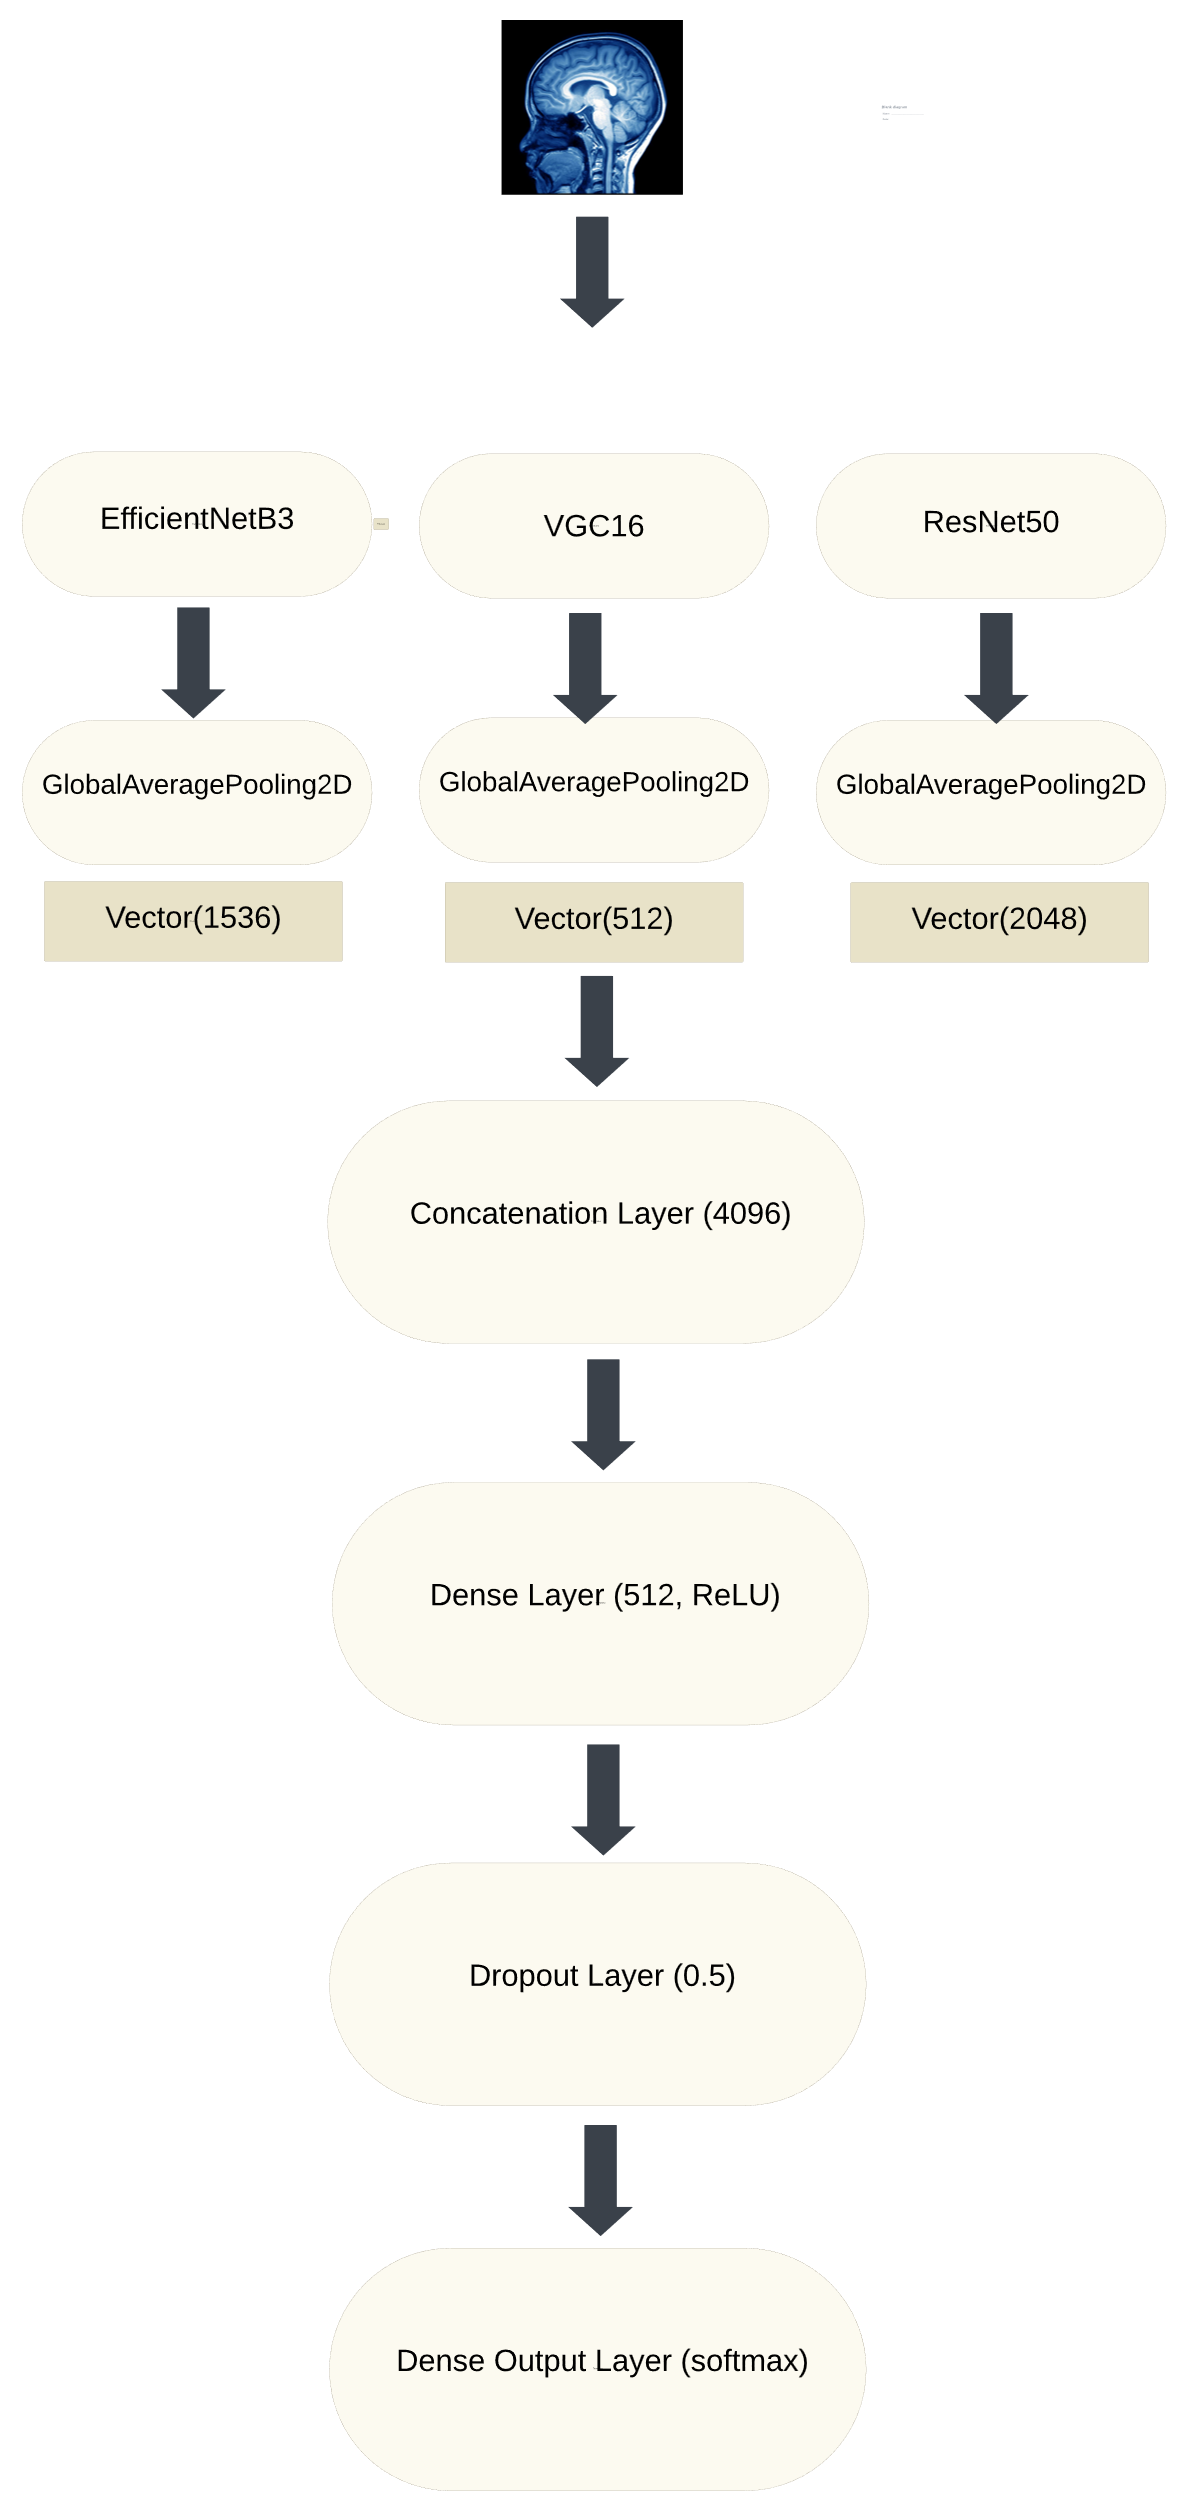 EfficientNetB3
VGC16
ResNet50
GlobalAveragePooling2D
GlobalAveragePooling2D
GlobalAveragePooling2D
Vector(1536)
Vector(512)
Vector(2048)
Concatenation Layer (4096)
Dense Layer (512, ReLU)
Dropout Layer (0.5)
Dense Output Layer (softmax)